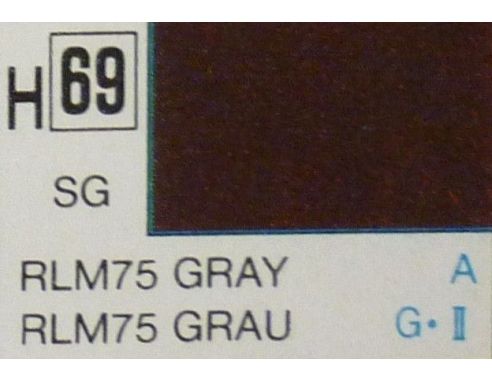 H 69
SG
RLM75 GRAY A
RLM75 GRAU G・II